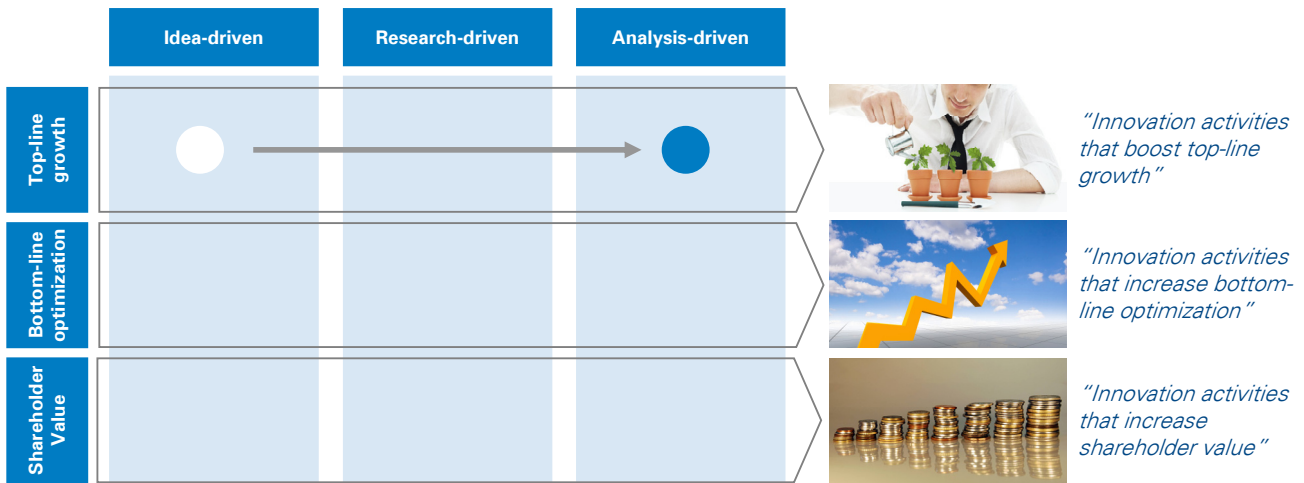 Idea-driven
Research-driven
Analysis-driven
Top-line
growth
“Innovation activities
that boost top-line
growth”
Bottom-line
optimization
“Innovation activities
that increase bottom-
line optimization”
Shareholder
Value
“Innovation activities
that increase
shareholder value”